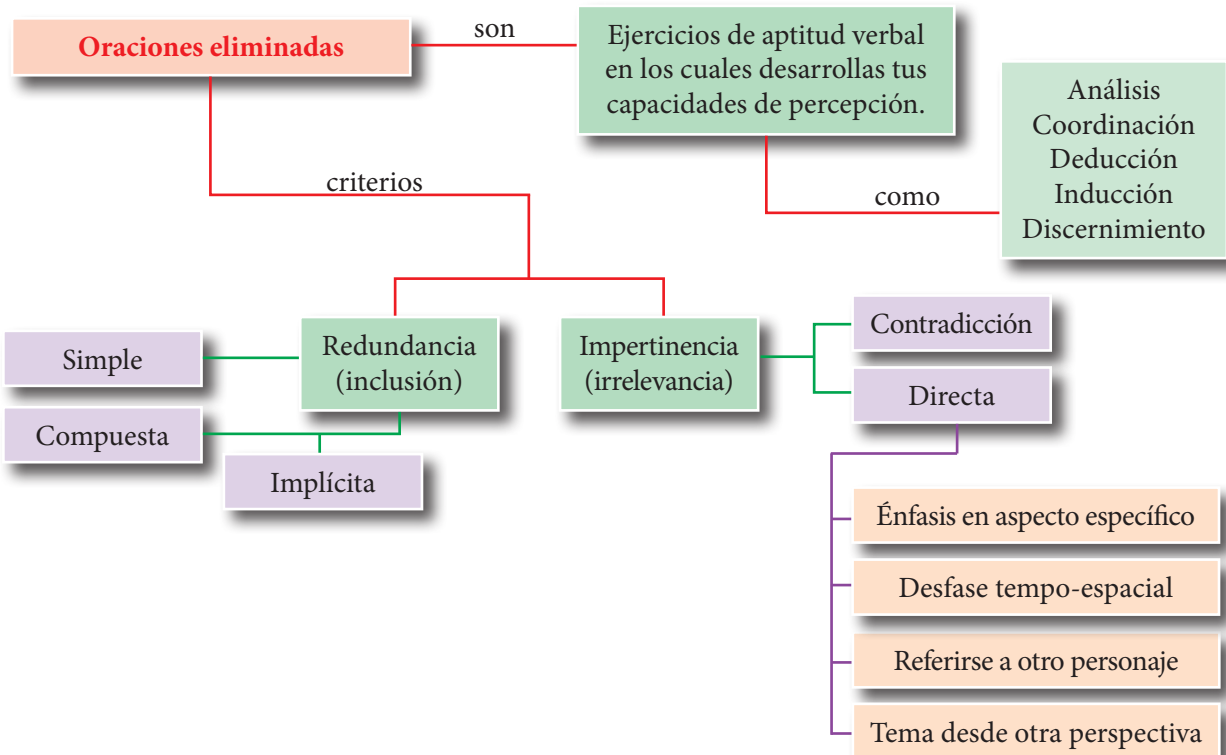 Oraciones eliminadas
son
Ejercicios de aptitud verbal
en los cuales desarrollas tus
capacidades de percepción.
como
Análisis
Coordinación
Deducción
Inducción
Discernimiento
criterios
Redundancia
(inclusión)
Simple
Compuesta
Implícita
Impertinencia
(irrelevancia)
Contradicción
Directa
Énfasis en aspecto específico
Desfase tempo-espacial
Referirse a otro personaje
Tema desde otra perspectiva